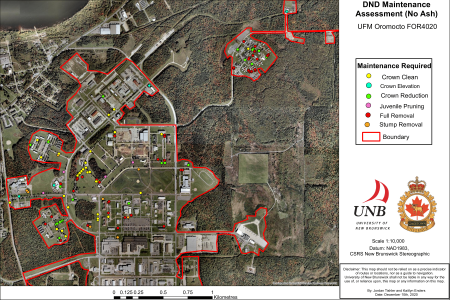 DND Maintenance
Assessment (No Ash)
UFM Oromocto FOR4020
Maintenance Required
Crown Clean
Crown Elevation
Crown Reduction
Juvenile Pruning
Full Removal
Stump Removal
Boundary
UNB
UNIVERSITY OF
NEW BRUNSWICK
Scale 1:10,000
Datum: NAD1983,
CSRS New Brunswick Stereographic
Disclaimer: This map should not be relied on as a precise indicator
of routes or locations, nor as a guide to navigation.
University of New Brunswick shall not be liable in any way for the
use of, or reliance upon, this map or any information on this map.
By: Jordan Tables and Kaitlyn Enders
Date: December 16th, 2020
0 0.125 0.25 0.5 0.75 1
Kilometres